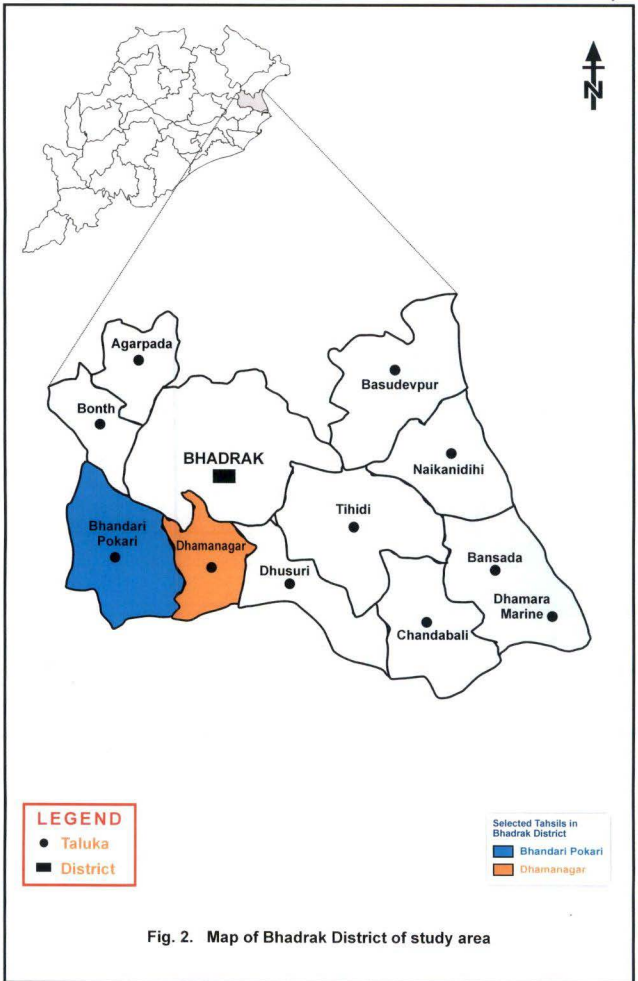 N
Agarpada
Basudevpur
Bonth
BHADRAK
Naikanidihi
Tihidi
Bhandari
Pokari
Dhamanagar
Bansada
Dhusuri
Dhamara
Marine
Chandabali
LEGEND
Taluka
District
Selected Tahsils in
Bhadrak District
Bhandari Pokari
Dhamanagar
Fig. 2. Map of Bhadrak District of study area